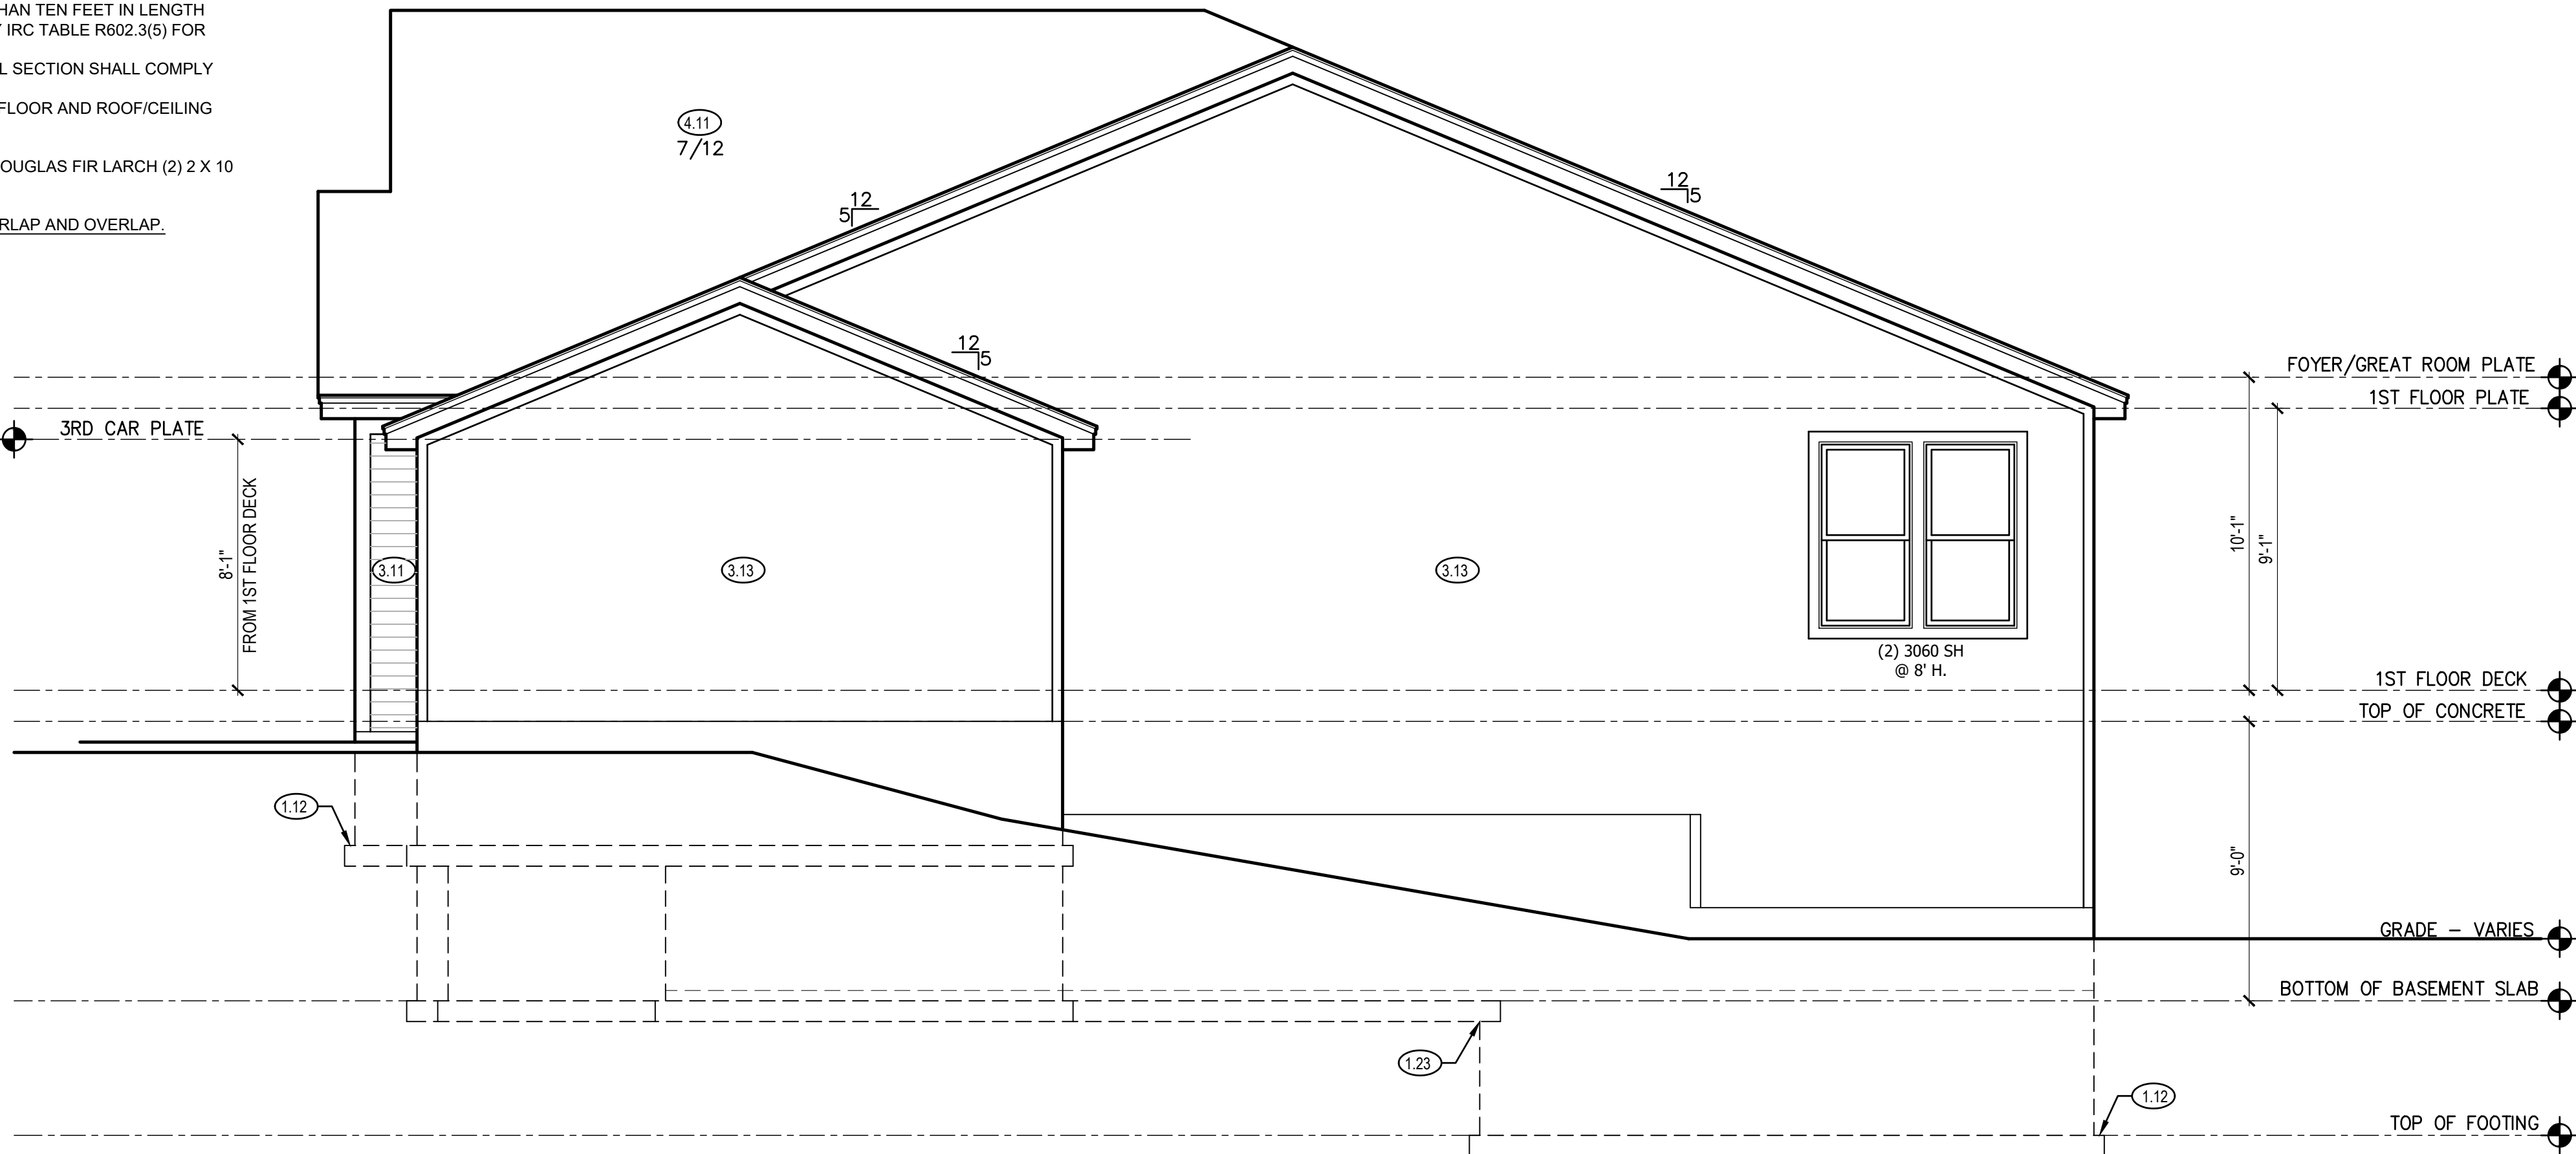 HAN TEN FEET IN LENGTH
IRC TABLE R602.3(5) FOR
L SECTION SHALL COMPLY
FLOOR AND ROOF/CEILING
OUGLAS FIR LARCH (2) 2 X 10
RLAP AND OVERLAP.
4.11
7/12
12
5
12
5
12
5
FOYER/GREAT ROOM PLATE
1ST FLOOR PLATE
3RD CAR PLATE
8'-1"
FROM 1ST FLOOR DECK
3.11
3.13
3.13
(2) 3060 SH
@ 8' H.
10'-1"
9'-1"
1ST FLOOR DECK
TOP OF CONCRETE
1.12
9'-0"
GRADE – VARIES
BOTTOM OF BASEMENT SLAB
1.23
1.12
TOP OF FOOTING